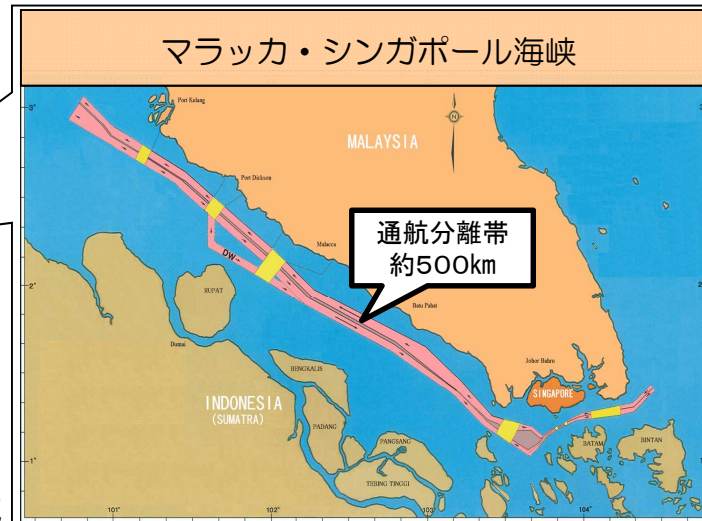 マラッカ・シンガポール海峡
3°
Port Kelang
N
MALAYSIA
Port Dickson
Malacca
通航分離帯
約500km
DW
2°
RUPAT
Batu Pahat
Dumai
Johor Bahru
BENGKALIS
SINGAPORE
INDONESIA
(SUMATRA)
PADANG
PANGSANG
BATAM
BINTAN
1°
TEBING TINGGI
101°
102°
103
104°